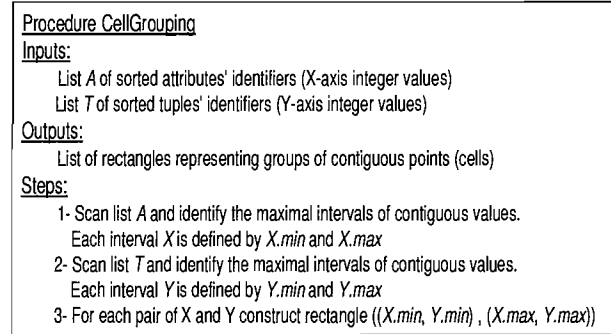 Procedure CellGrouping
Inputs:
List A of sorted attributes' identifiers (X-axis integer values)
List T of sorted tuples' identifiers (Y-axis integer values)
Outputs:
List of rectangles representing groups of contiguous points (cells)
Steps:
1- Scan list A and identify the maximal intervals of contiguous values.
Each interval X is defined by X.min and X.max
2- Scan list T and identify the maximal intervals of contiguous values.
Each interval Y is defined by Y.min and Y.max
3- For each pair of X and Y construct rectangle ((X.min, Y.min) , (X.max, Y.max))